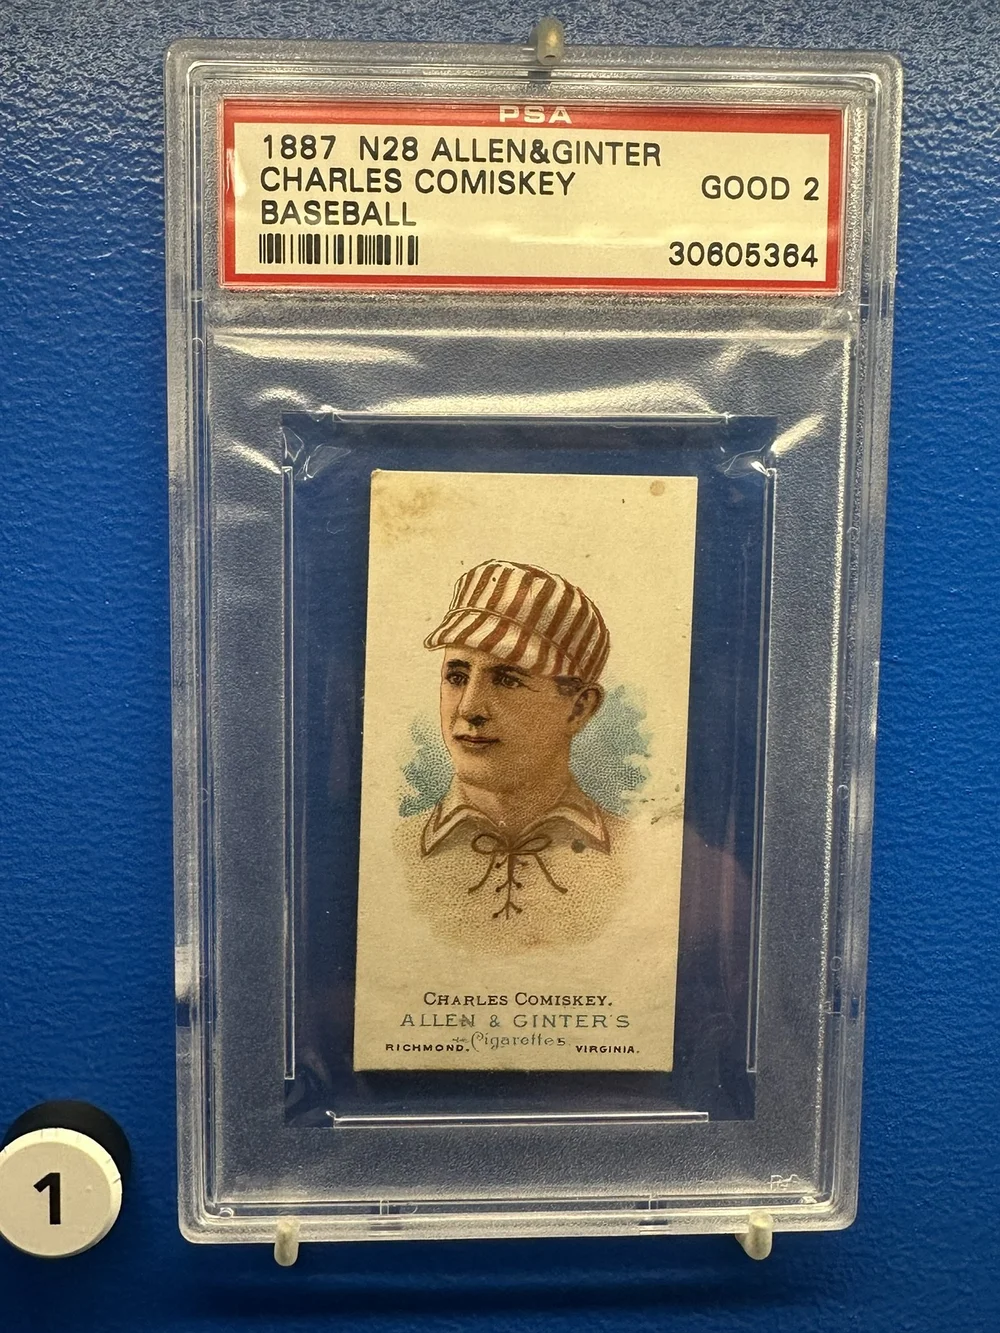 PSA
1887 N28 ALLEN&GINTER
CHARLES COMISKEY GOOD 2
BASEBALL
30605364
CHARLES COMISKEY.
ALLEN & GINTER'S
Cigarettes
RICHMOND. VIRGINIA.
1